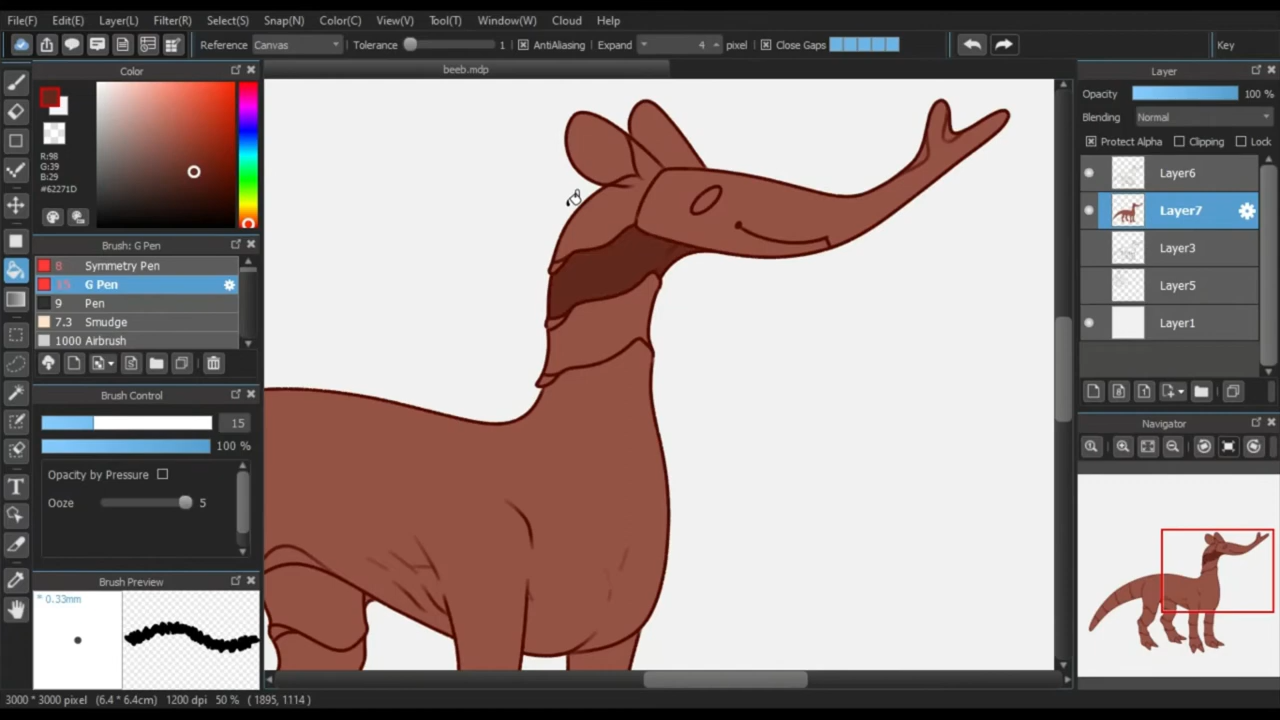 File(F) Edit(E) Layer(L) Filter(R) Select(S) Snap(N) Color(C) View(V) Tool(T) Window(W) Cloud Help
Reference Canvas Tolerance 1 AntiAliasing Expand 4 pixel Close Gaps Key
Color
beeb.mdp
R:98
G:39
B:29
#62271D
Brush: G Pen
8 Symmetry Pen
15 G Pen
9 Pen
7.3 Smudge
1000 Airbrush
Brush Control
15
100 %
Opacity by Pressure
Ooze 5
Brush Preview
* 0.33mm
Layer
Opacity 100 %
Blending Normal
Protect Alpha Clipping Lock
Layer6
Layer7
Layer3
Layer5
Layer1
Navigator
3000 * 3000 pixel (6.4 * 6.4cm) 1200 dpi 50 % ( 1895, 1114 )